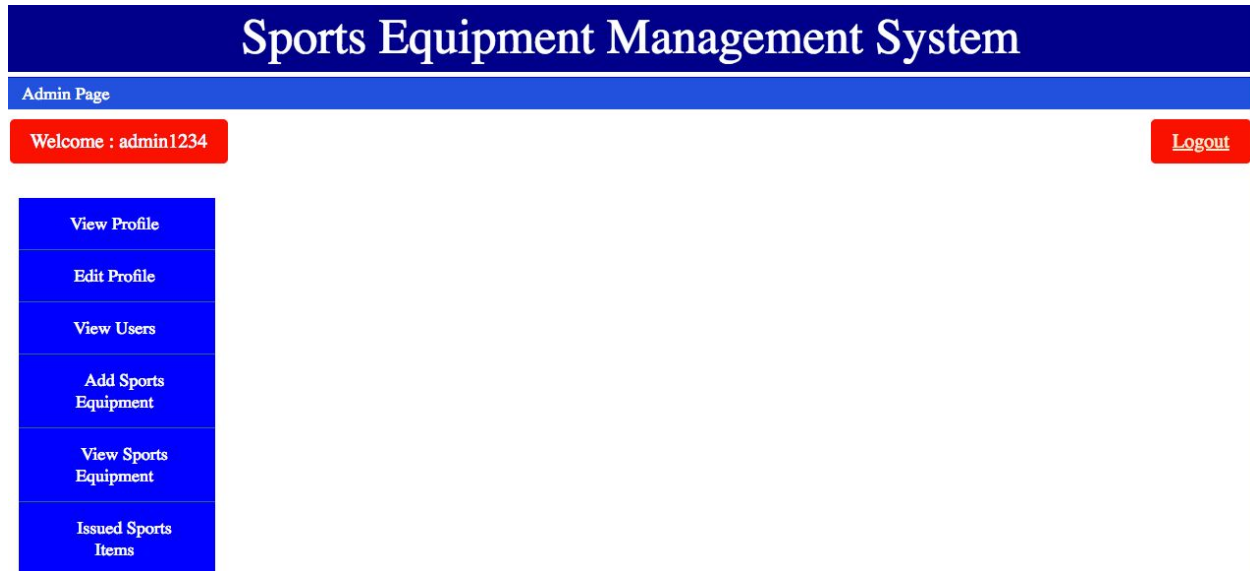 Sports Equipment Management System
Admin Page
Welcome : admin1234
Logout
View Profile
Edit Profile
View Users
Add Sports
Equipment
View Sports
Equipment
Issued Sports
Items